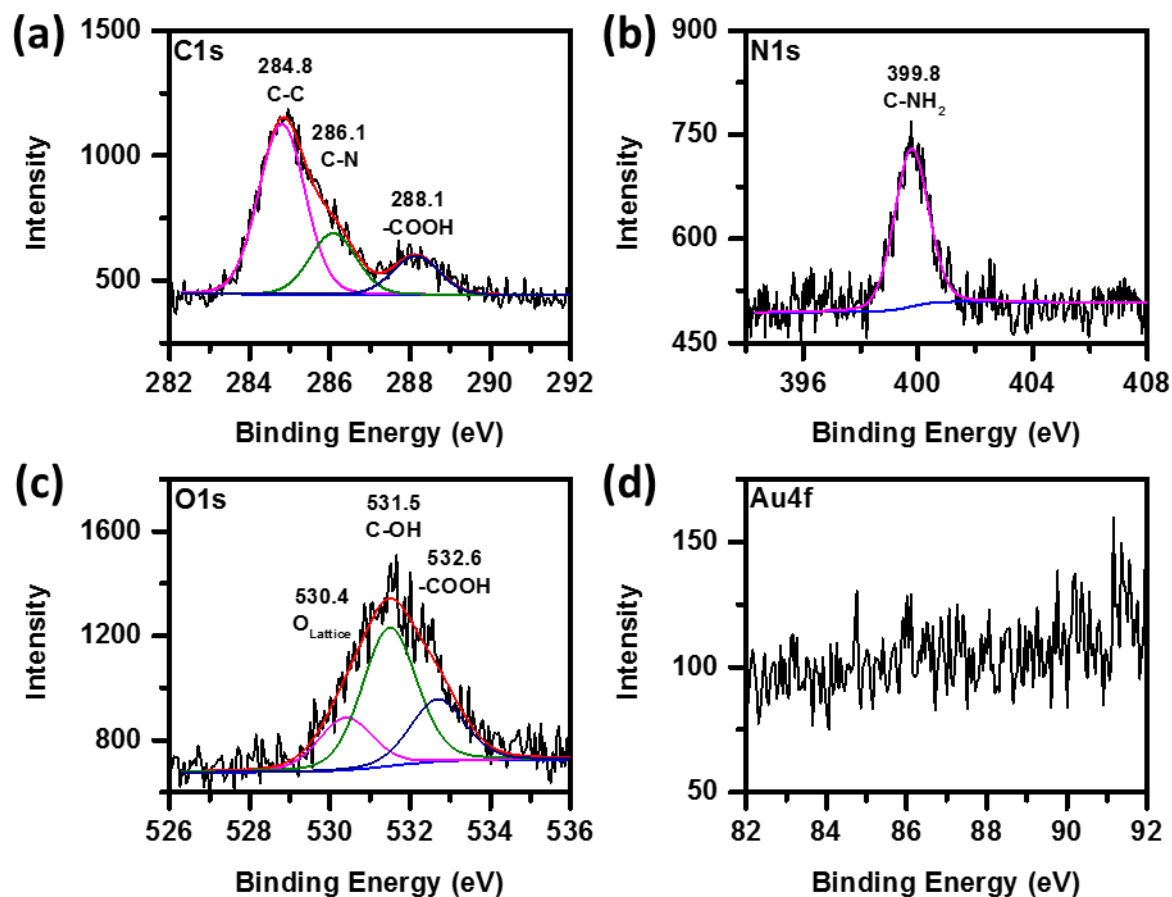 (a)
C1s
284.8
C-C
286.1
C-N
288.1
-COOH
1500
1000
500
Intensity
282 284 286 288 290 292
Binding Energy (eV)
(b)
N1s
399.8
C-NH₂
900
750
600
450
Intensity
396 400 404 408
Binding Energy (eV)
(c)
O1s
531.5
C-OH
532.6
-COOH
530.4
O_Lattice
1600
1200
800
Intensity
526 528 530 532 534 536
Binding Energy (eV)
(d)
Au4f
150
100
50
Intensity
82 84 86 88 90 92
Binding Energy (eV)